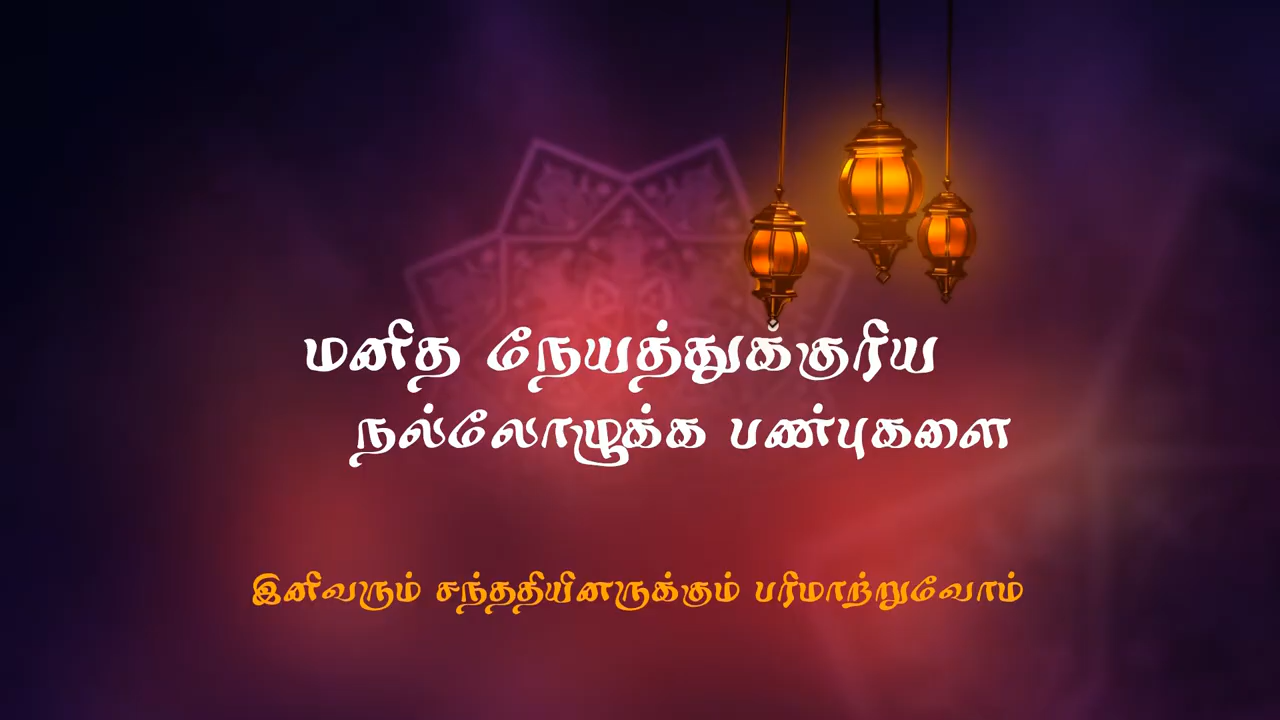 மனித நேயத்துக்குரிய
நல்லோழுக்க பண்புகளை
இனிவரும் சந்ததியினருக்கும் பரிமாற்றுவோம்